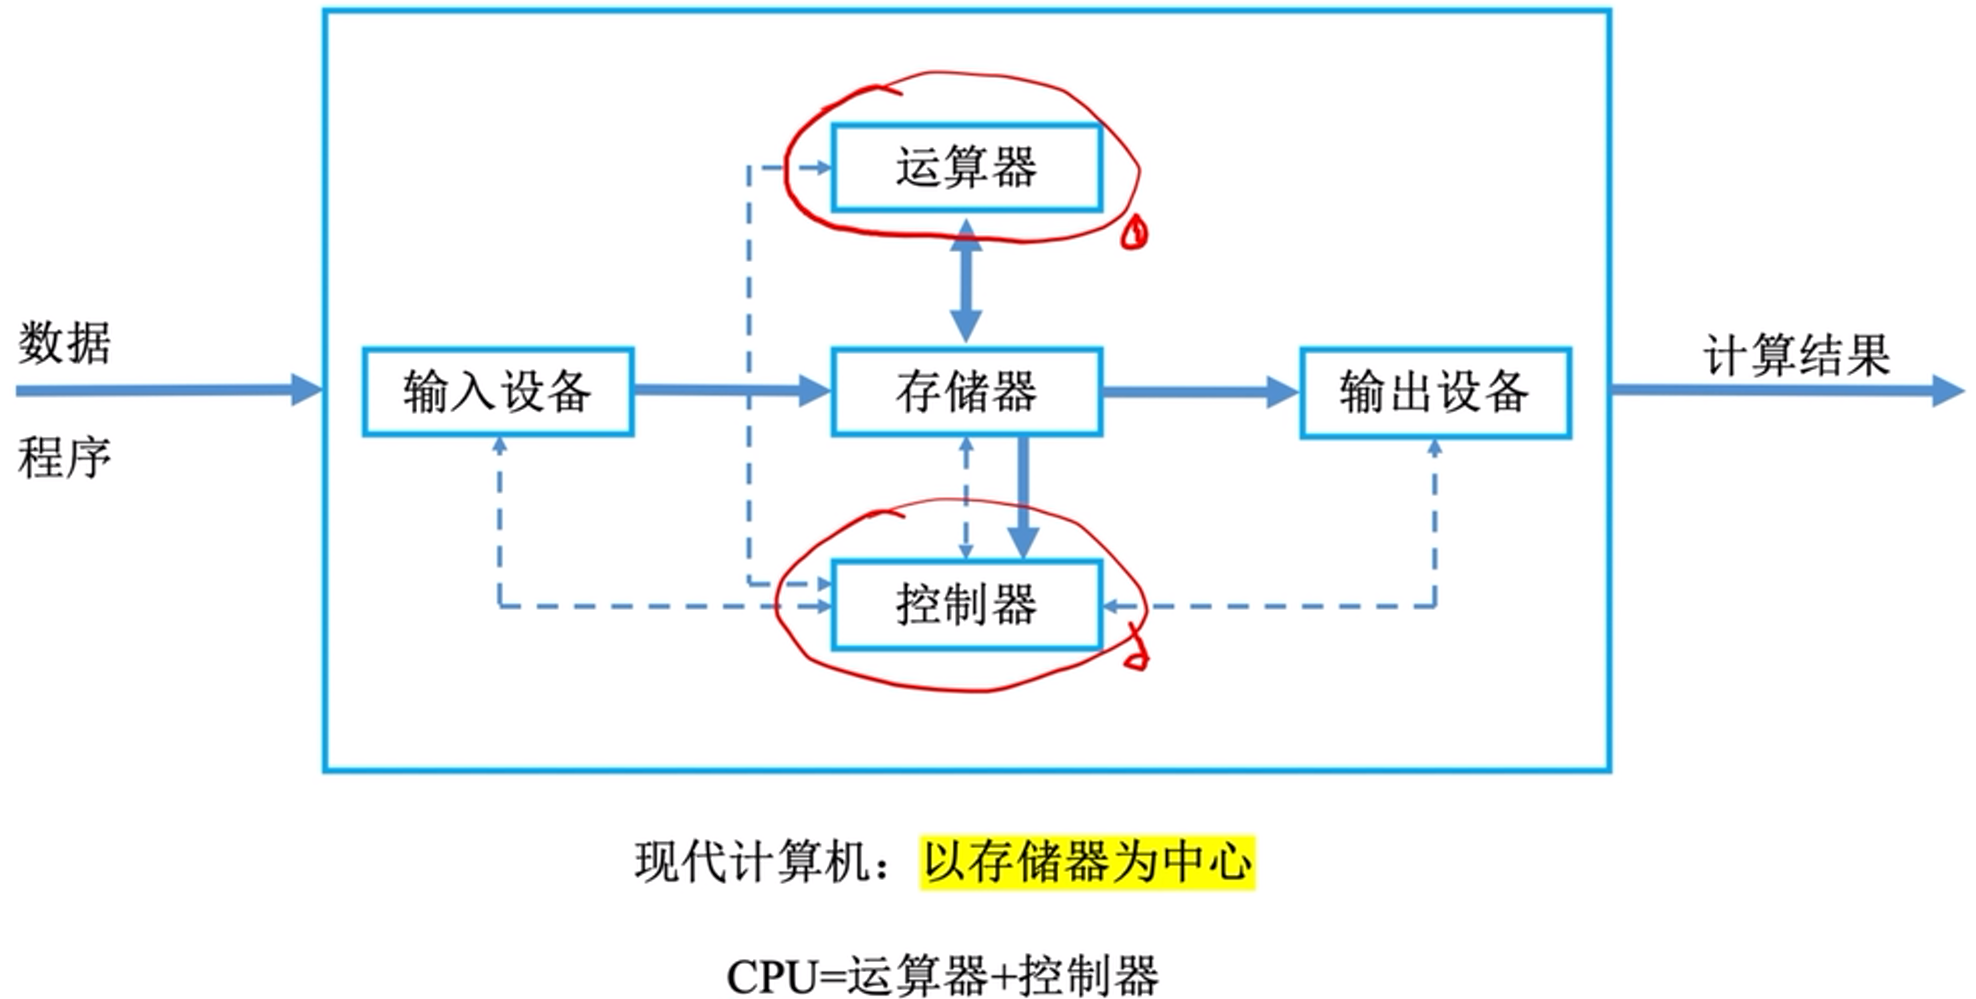 运算器
数据
程序
输入设备
存储器
输出设备
计算结果
控制器
现代计算机：以存储器为中心
CPU=运算器+控制器